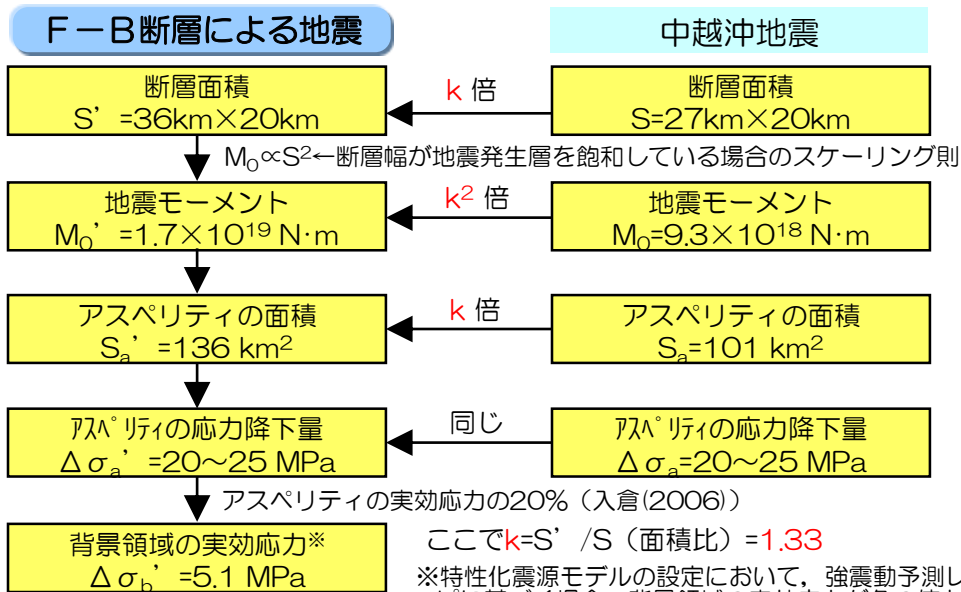 F－B断層による地震
中越沖地震
断層面積
S’=36km×20km
k 倍
断層面積
S=27km×20km
M₀∝S²←断層幅が地震発生層を飽和している場合のスケーリング則
地震モーメント
M₀’=1.7×10¹⁹ N·m
k² 倍
地震モーメント
M₀=9.3×10¹⁸ N·m
アスペリティの面積
Sₐ’=136 km²
k 倍
アスペリティの面積
Sₐ=101 km²
ｱｽﾍﾟﾘﾃｨの応力降下量
Δσₐ’=20～25 MPa
同じ
ｱｽﾍﾟﾘﾃｨの応力降下量
Δσₐ=20～25 MPa
アスペリティの実効応力の20%（入倉(2006)）
背景領域の実効応力※
Δσb’=5.1 MPa
ここでk=S’/S（面積比）=1.33
※特性化震源モデルの設定において，強震動予測し